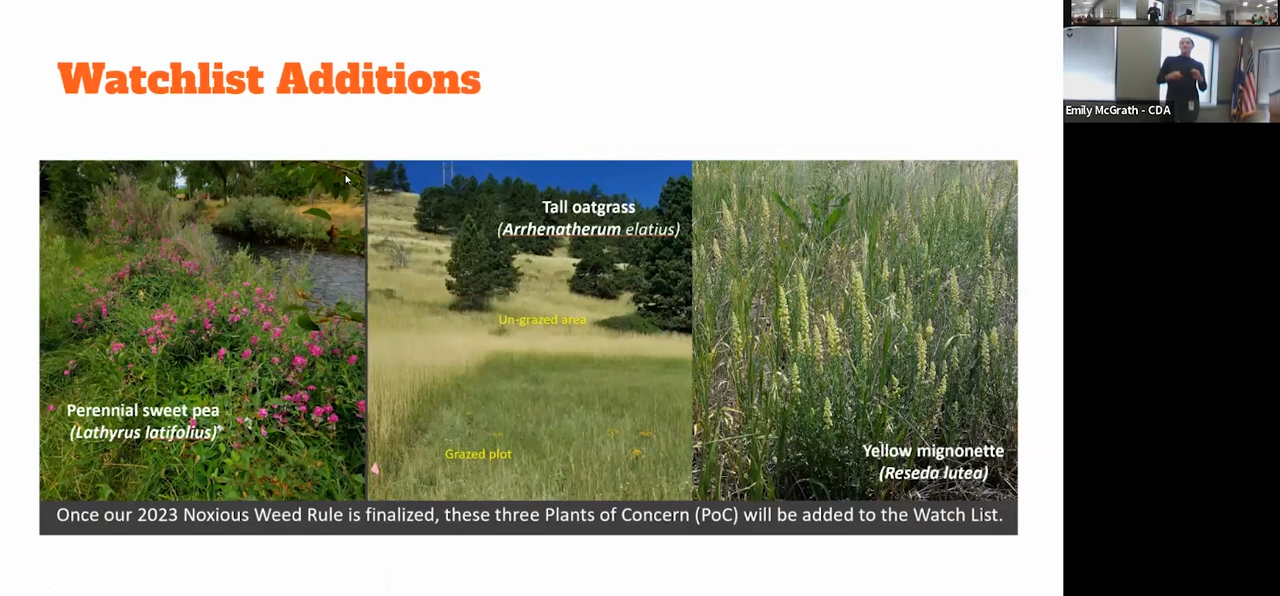 Watchlist Additions
Emily McGrath - CDA
Tall oatgrass
(Arrhenatherum elatius)
Un-grazed area
Perennial sweet pea
(Lathyrus latifolius)
Grazed plot
Yellow mignonette
(Reseda lutea)
Once our 2023 Noxious Weed Rule is finalized, these three Plants of Concern (PoC) will be added to the Watch List.